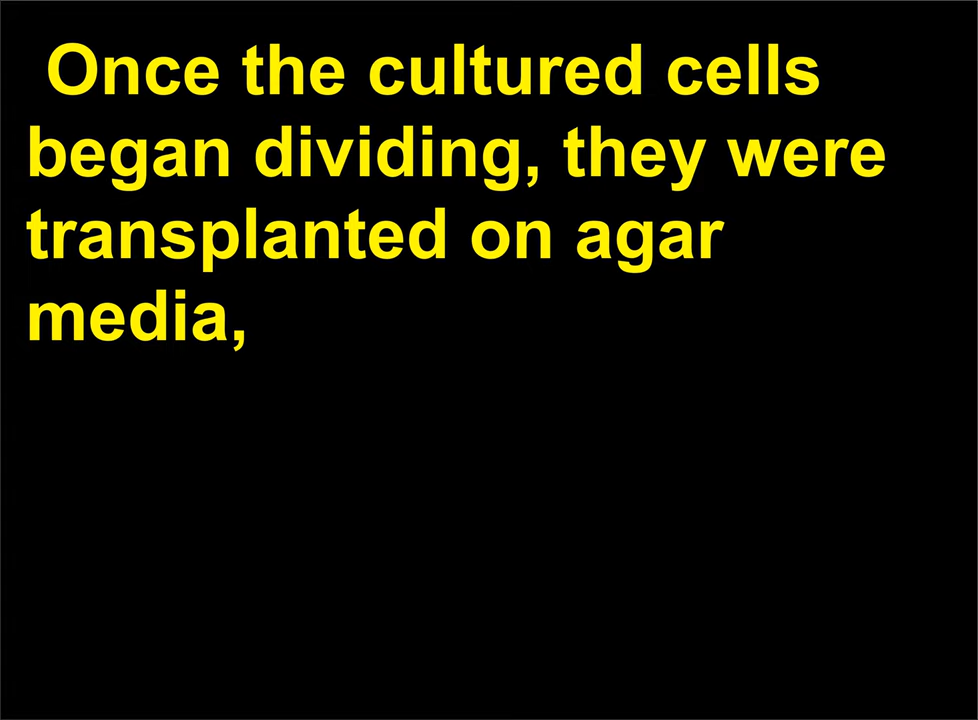 Once the cultured cells
began dividing, they were
transplanted on agar
media,